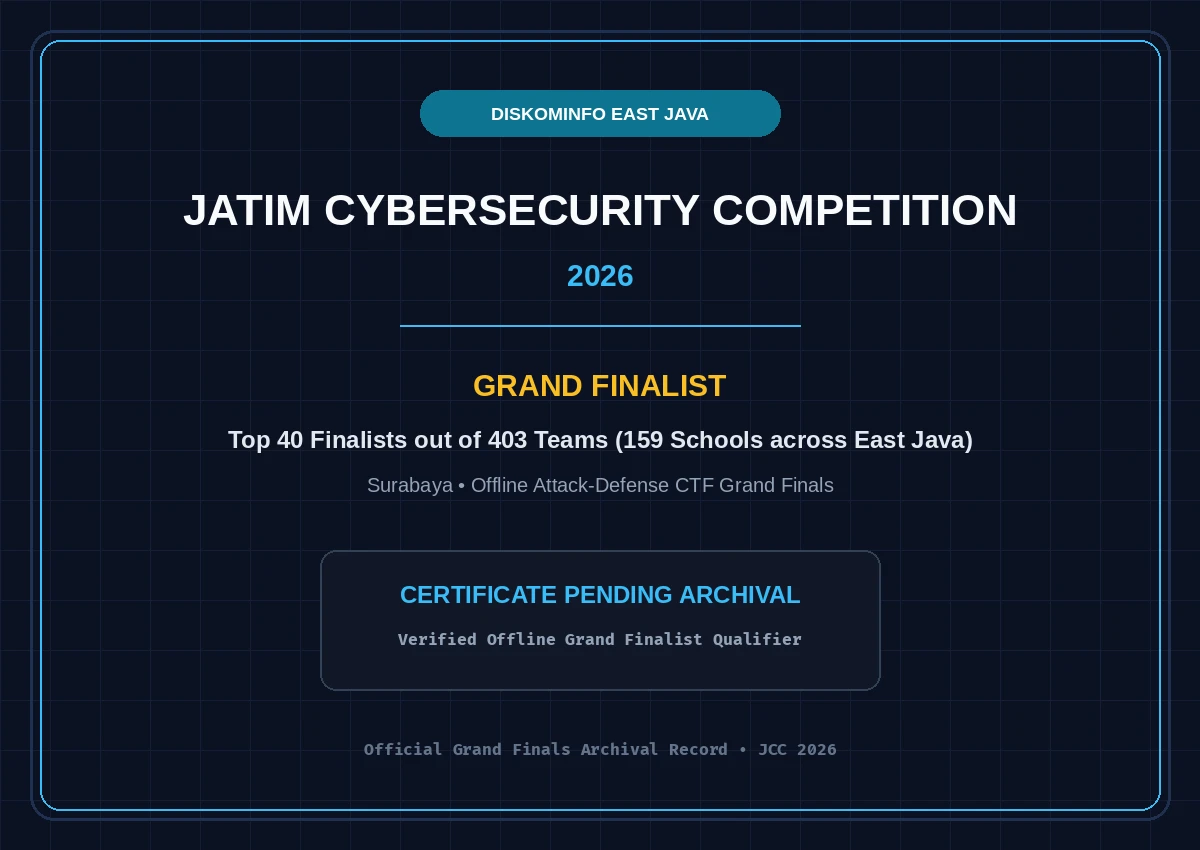 DISKOMINFO EAST JAVA
JATIM CYBERSECURITY COMPETITION
2026
GRAND FINALIST
Top 40 Finalists out of 403 Teams (159 Schools across East Java)
Surabaya • Offline Attack-Defense CTF Grand Finals
CERTIFICATE PENDING ARCHIVAL
Verified Offline Grand Finalist Qualifier
Official Grand Finals Archival Record • JCC 2026